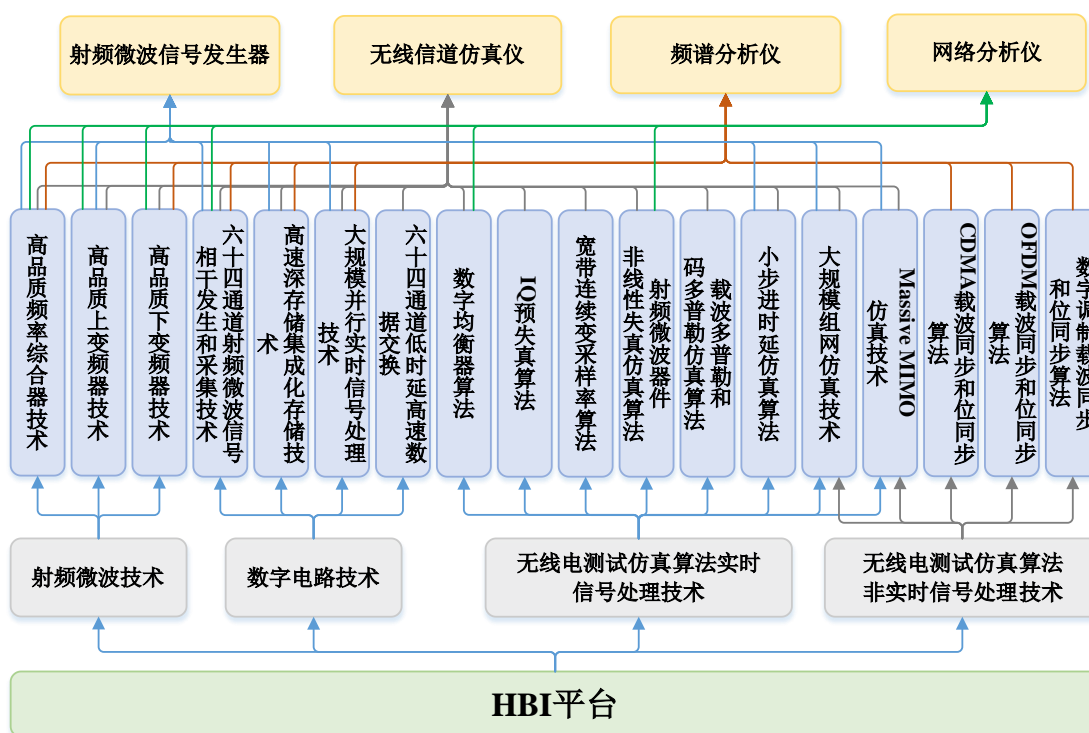 射频微波信号发生器
无线信道仿真仪
频谱分析仪
网络分析仪
高品质频率综合器技术
高品质上变频器技术
高品质下变频器技术
六十四通道射频微波信号
相干发生和采集技术
高速深存储集成化存储技
术
大规模并行实时信号处理
技术
六十四通道低时延高速数
据交换
数字均衡器算法
IQ预失真算法
宽带连续变采样率算法
射频微波器件
非线性失真仿真算法
载波多普勒和
码多普勒仿真算法
小步进时延仿真算法
大规模组网仿真技术
Massive MIMO
仿真技术
CDMA载波同步和位同步
算法
OFDM载波同步和位同步
算法
数字调制载波同步
和位同步算法
射频微波技术
数字电路技术
无线电测试仿真算法实时
信号处理技术
无线电测试仿真算法
非实时信号处理技术
HBI平台